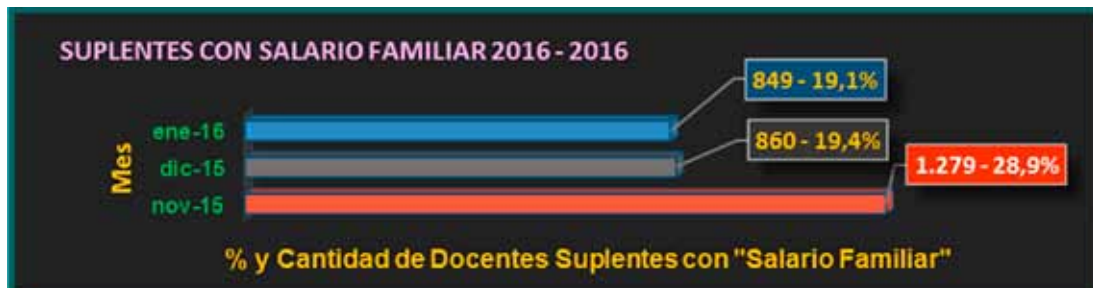 SUPLENTES CON SALARIO FAMILIAR 2016 - 2016
849 - 19,1%
ene-16
860 - 19,4%
dic-15
1.279 - 28,9%
nov-15
Mes
% y Cantidad de Docentes Suplentes con "Salario Familiar"